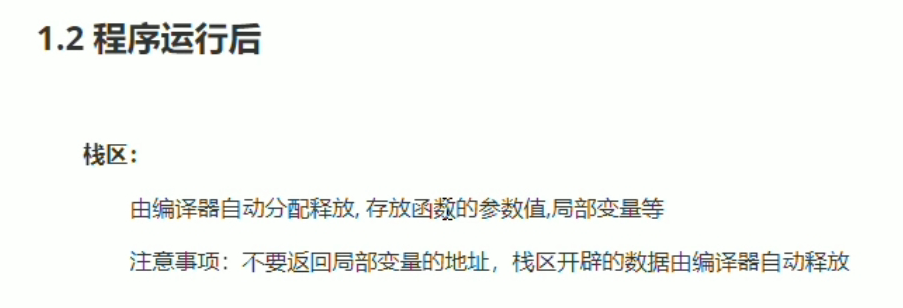 1.2 程序运行后
栈区：
由编译器自动分配释放, 存放函数的参数值,局部变量等
注意事项：不要返回局部变量的地址，栈区开辟的数据由编译器自动释放